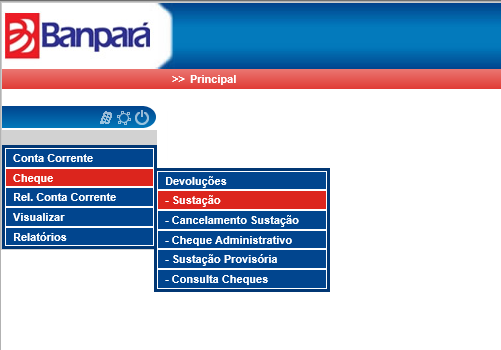 Banpará
>> Principal
Conta Corrente
Cheque
Rel. Conta Corrente
Visualizar
Relatórios
Devoluções
- Sustação
- Cancelamento Sustação
- Cheque Administrativo
- Sustação Provisória
- Consulta Cheques